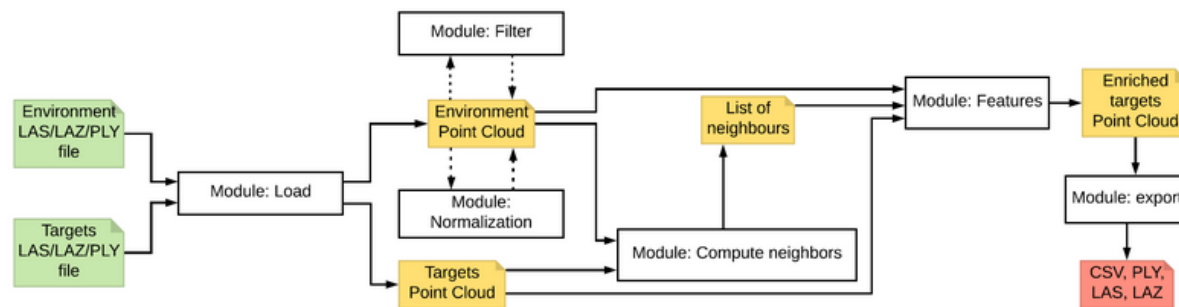 Module: Filter
Environment
LAS/LAZ/PLY
file
Environment
Point Cloud
List of
neighbours
Module: Features
Enriched
targets
Point Cloud
Module: Load
Module:
Normalization
Module: export
Targets
LAS/LAZ/PLY
file
Module: Compute neighbors
Targets
Point Cloud
CSV, PLY,
LAS, LAZ